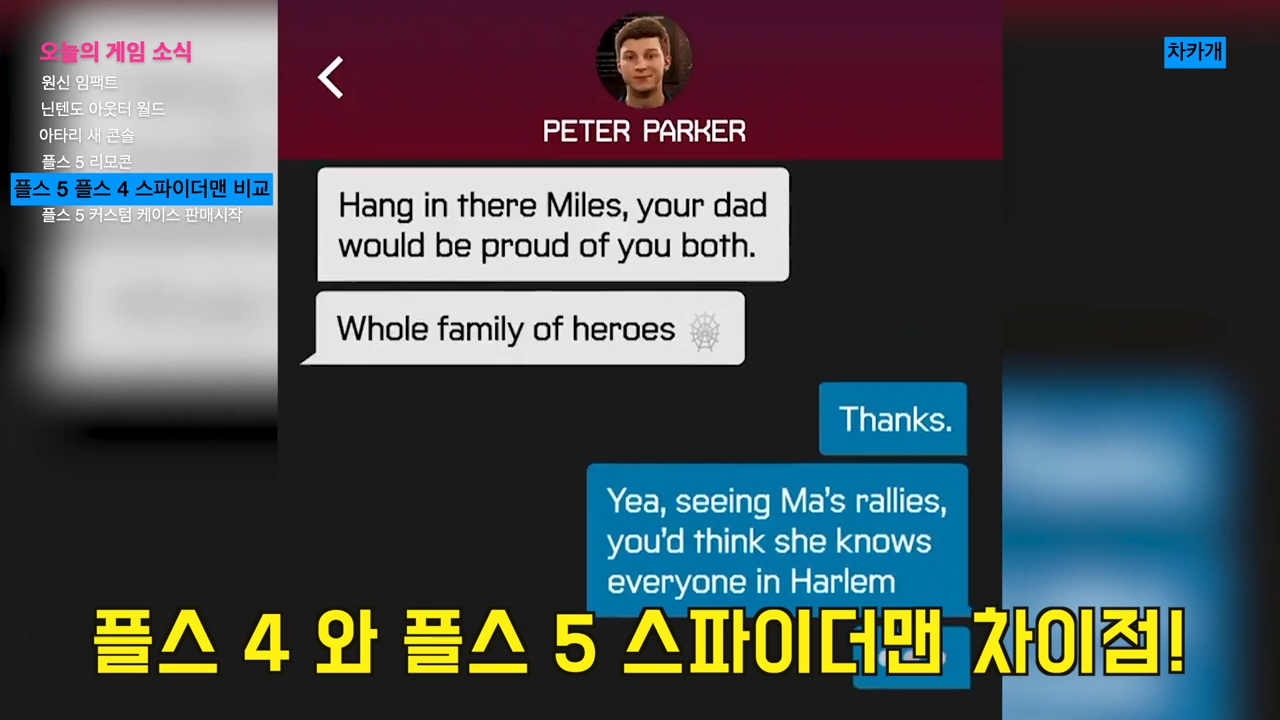 오늘의 게임 소식
원신 임팩트
닌텐도 아웃터 월드
아타리 새 콘솔
플스 5 리모콘
플스 5 플스 4 스파이더맨 비교
플스 5 커스텀 케이스 판매시작
차카개
PETER PARKER
Hang in there Miles, your dad
would be proud of you both.
Whole family of heroes
Thanks.
Yea, seeing Ma's rallies,
you'd think she knows
everyone in Harlem
플스 4 와 플스 5 스파이더맨 차이점!